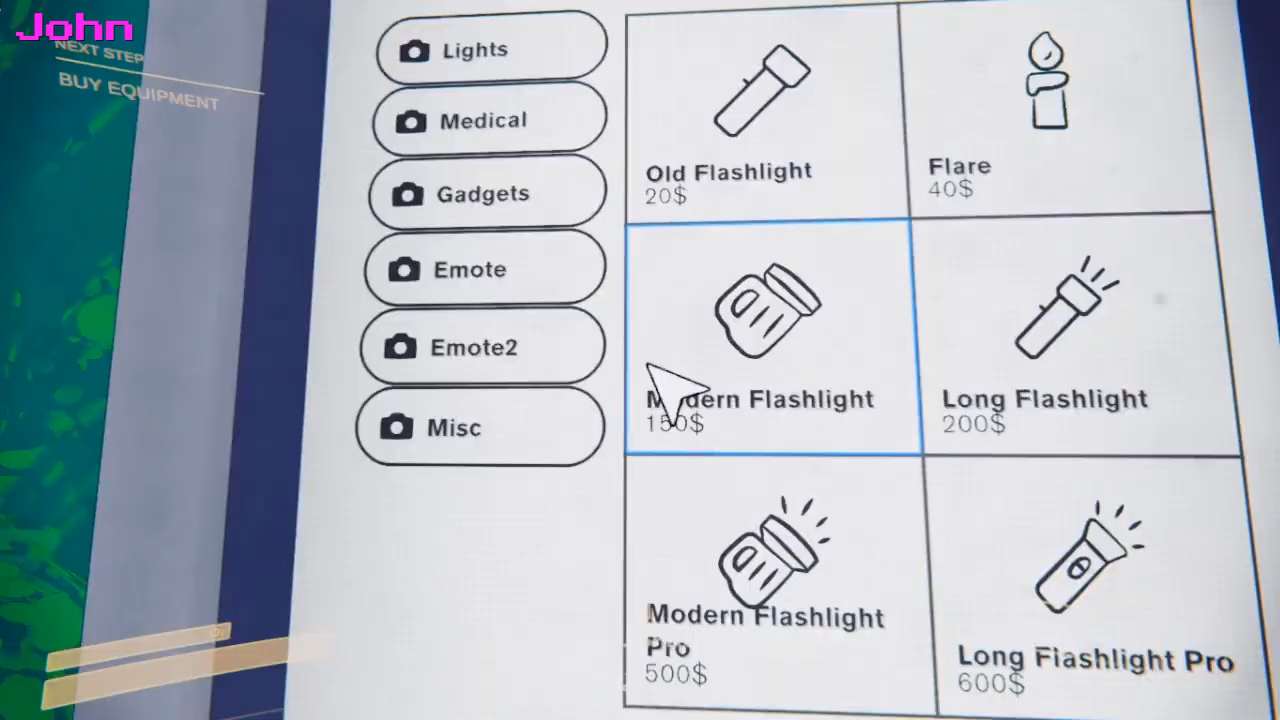 John
NEXT STEP
BUY EQUIPMENT
Lights
Medical
Gadgets
Emote
Emote2
Misc
Old Flashlight
20$
Flare
40$
Modern Flashlight
150$
Long Flashlight
200$
Modern Flashlight
Pro
500$
Long Flashlight Pro
600$